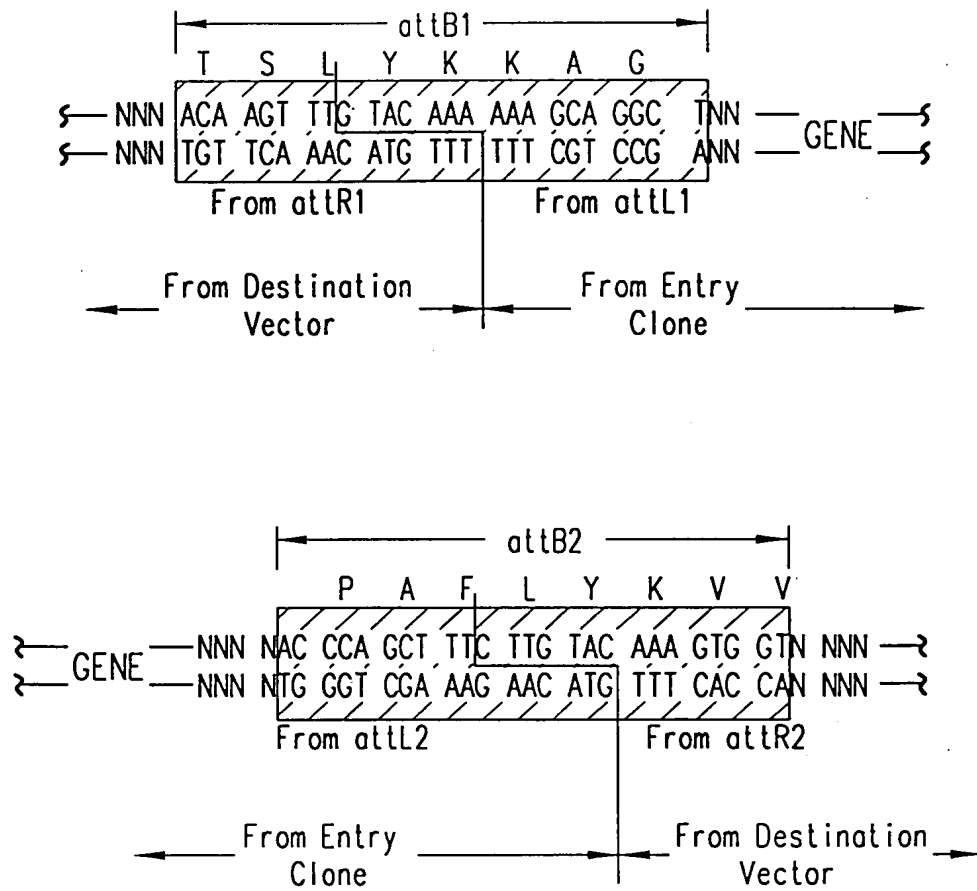 attB1
T S L Y K K A G
NNN ACA AGT TTG TACAAA AAA GCA GGC TNN
NNN TGT TCA AAC ATG TTT TTT CGT CCG ANN
GENE
From attR1 From attL1
From Destination Vector
From Entry Clone
attB2
P A F L Y K V V
NNN NAC CCA GCT TTC TTG TAC AAA GTG GTN NNN
GENE
NNN NTG GGT CGA AAG AAC ATG TTT CAC CAN NNN
From attL2 From attR2
From Entry Clone
From Destination Vector